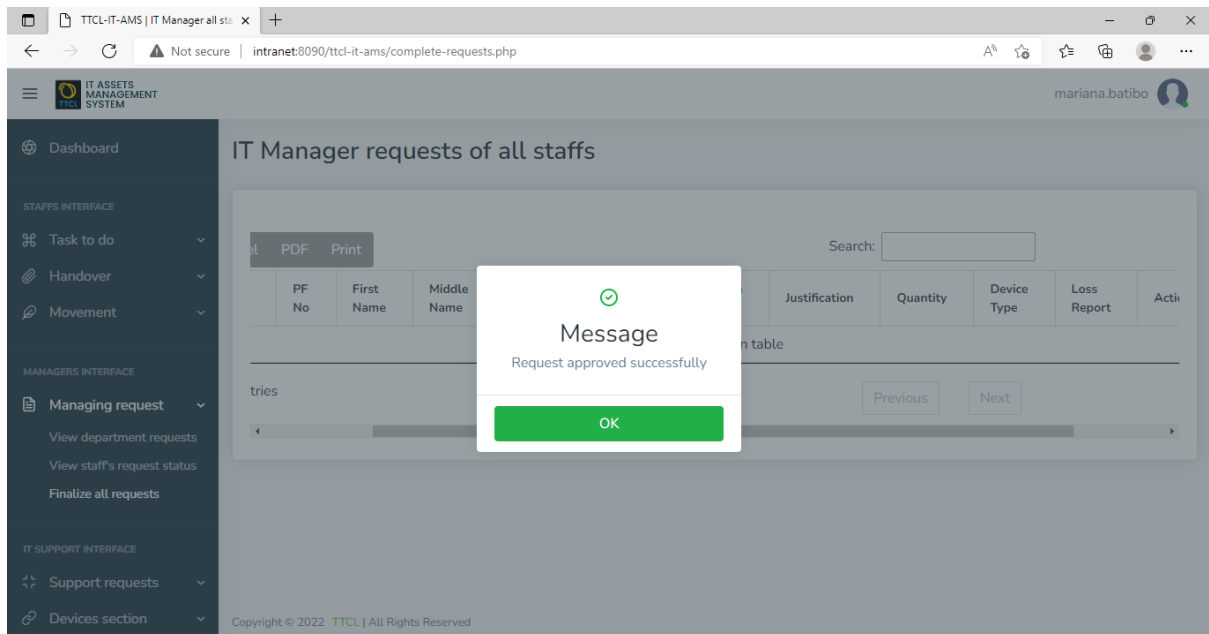 TTCL-IT-AMS | IT Manager all sta
Not secure | intranet:8090/ttcl-it-ams/complete-requests.php
IT ASSETS
MANAGEMENT
SYSTEM
TTCL
mariana.batibo
Dashboard
IT Manager requests of all staffs
STAFFS INTERFACE
Task to do
Handover
Movement
MANAGERS INTERFACE
Managing request
View department requests
View staff's request status
Finalize all requests
IT SUPPORT INTERFACE
Support requests
Devices section
el PDF Print
Search:
PF No
First Name
Middle Name
Justification
Quantity
Device Type
Loss Report
Actio
n table
tries
Previous Next
Message
Request approved successfully
OK
Copyright © 2022 TTCL | All Rights Reserved